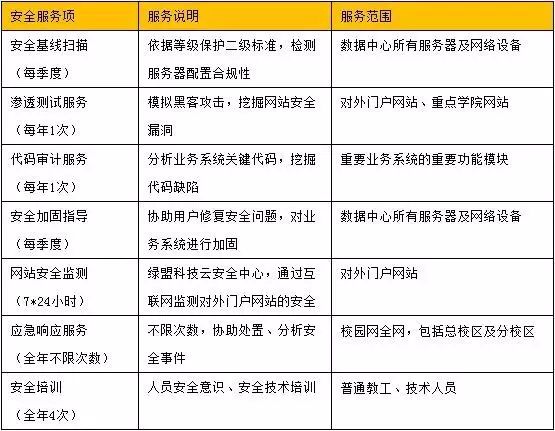 安全服务项 服务说明 服务范围
安全基线扫描 依据等级保护二级标准，检测 数据中心所有服务器及网络设备
（每季度） 服务器配置合规性
渗透测试服务 模拟黑客攻击，挖掘网站安全 对外门户网站、重点学院网站
（每年1次） 漏洞
代码审计服务 分析业务系统关键代码，挖掘 重要业务系统的重要功能模块
（每年1次） 代码缺陷
安全加固指导 协助用户修复安全问题，对业 数据中心所有服务器及网络设备
（每季度） 务系统进行加固
网站安全监测 绿盟科技云安全中心，通过互 对外门户网站
（7*24小时） 联网监测对外门户网站的安全
应急响应服务 不限次数，协助处置、分析安 校园网全网，包括总校区及分校区
（全年不限次数） 全事件
安全培训 人员安全意识、安全技术培训 普通教工、技术人员
（全年4次）